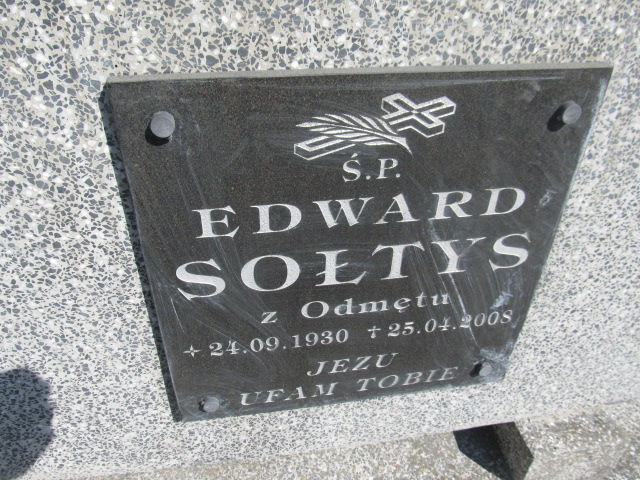 Ś.P.
EDWARD
SOŁTYS
z Odmętu
✢ 24.09.1930 ✝ 25.04.2008
JEZU
UFAM TOBIE